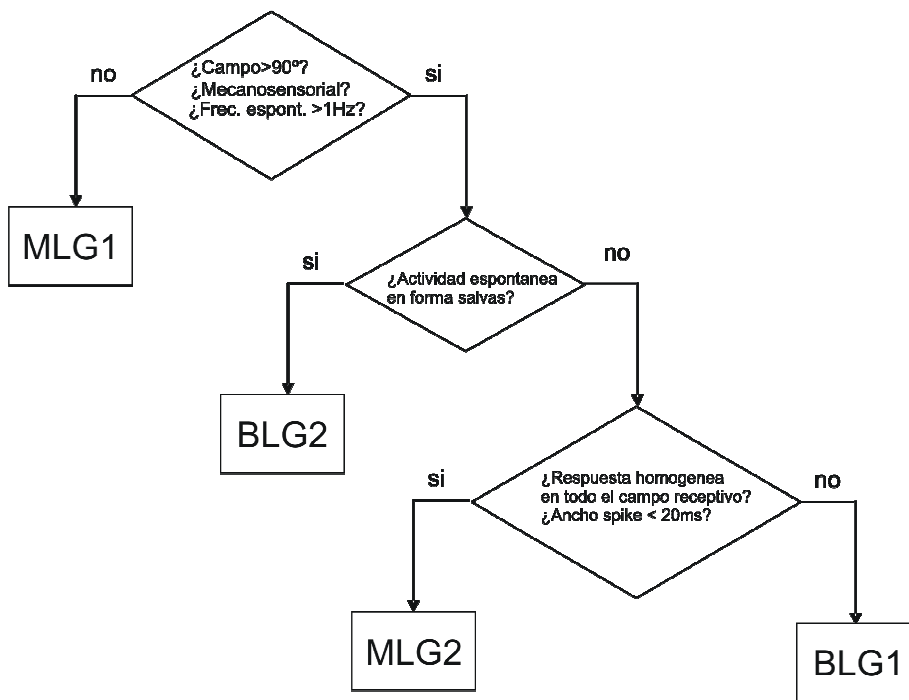 ¿Campo>90º?
¿Mecanosensorial?
¿Frec. espont. >1Hz?
no
si
MLG1
¿Actividad espontanea
en forma salvas?
si
no
BLG2
¿Respuesta homogenea
en todo el campo receptivo?
¿Ancho spike < 20ms?
si
no
MLG2
BLG1